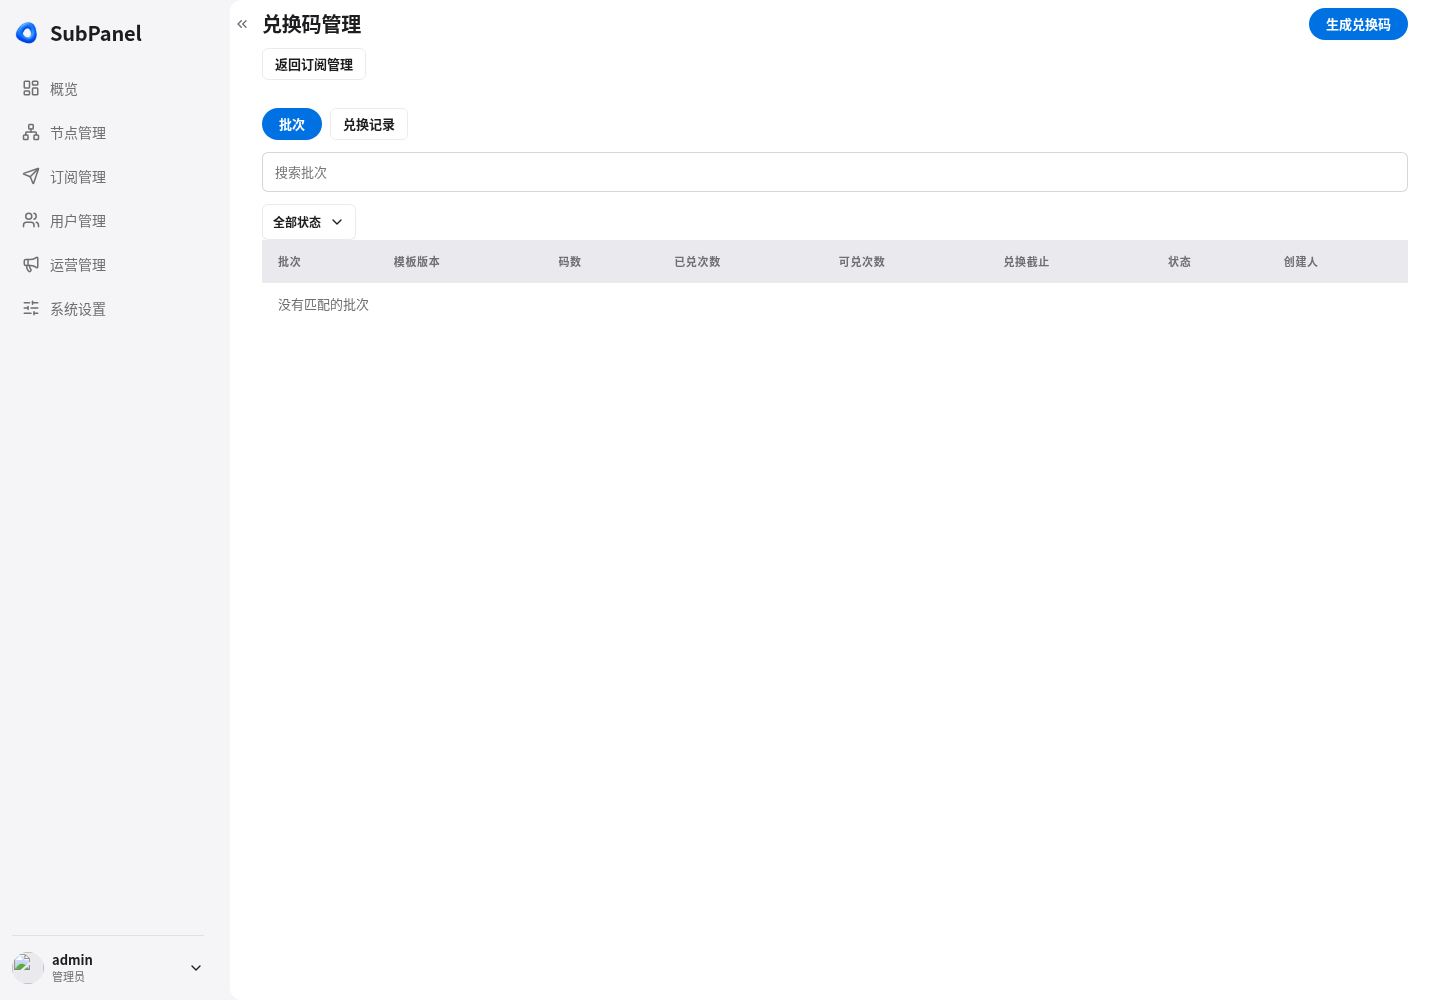 SubPanel
概览
节点管理
订阅管理
用户管理
运营管理
系统设置
admin
管理员
兑换码管理
生成兑换码
返回订阅管理
批次 兑换记录
搜索批次
全部状态
批次 模板版本 码数 已兑次数 可兑次数 兑换截止 状态 创建人
没有匹配的批次